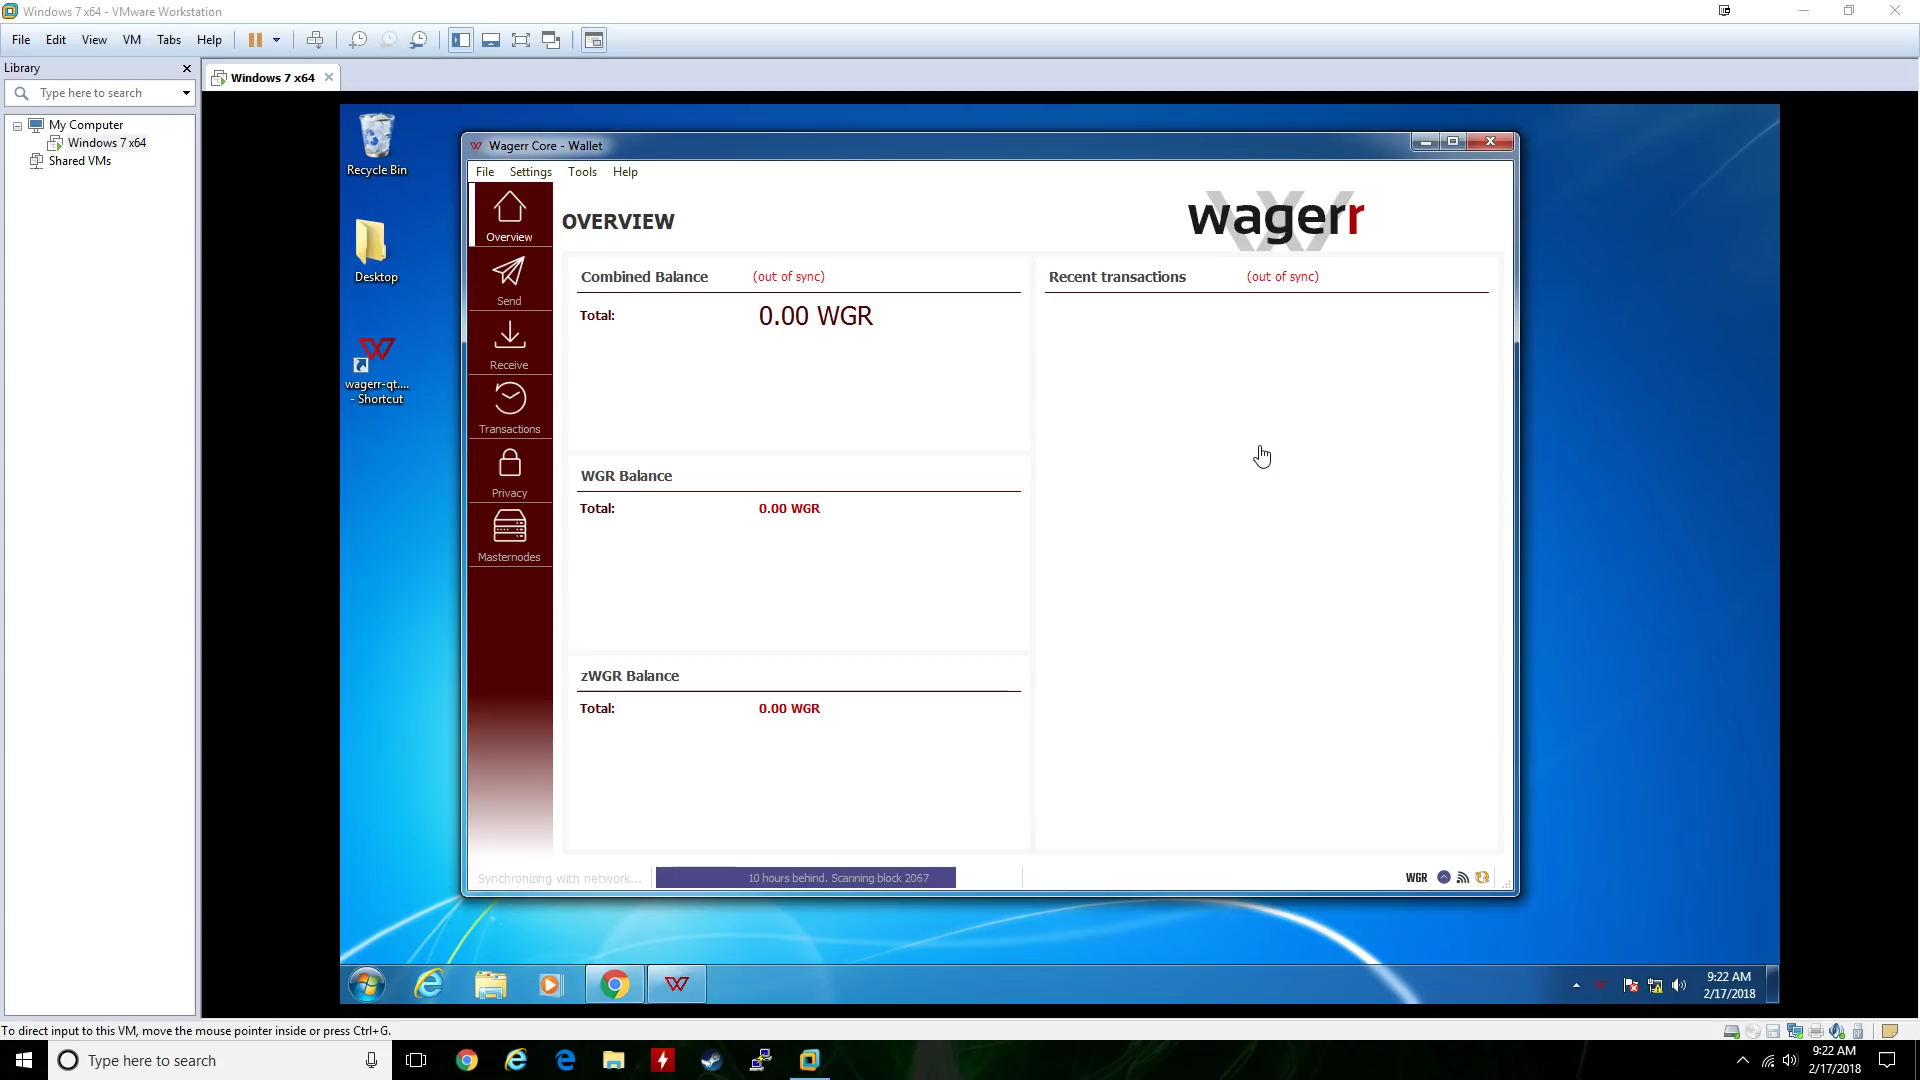 Windows 7 x64 - VMware Workstation
File Edit View VM Tabs Help
Library
Windows 7 x64
Type here to search
My Computer
Windows 7 x64
Shared VMs
Recycle Bin
Desktop
wagerr-qt....
- Shortcut
Wagerr Core - Wallet
File Settings Tools Help
Overview
Send
Receive
Transactions
Privacy
Masternodes
OVERVIEW
wagerr
Combined Balance (out of sync)
Total: 0.00 WGR
WGR Balance
Total: 0.00 WGR
zWGR Balance
Total: 0.00 WGR
Recent transactions (out of sync)
Synchronizing with network...
10 hours behind. Scanning block 2067
WGR
9:22 AM
2/17/2018
To direct input to this VM, move the mouse pointer inside or press Ctrl+G.
Type here to search
9:22 AM
2/17/2018